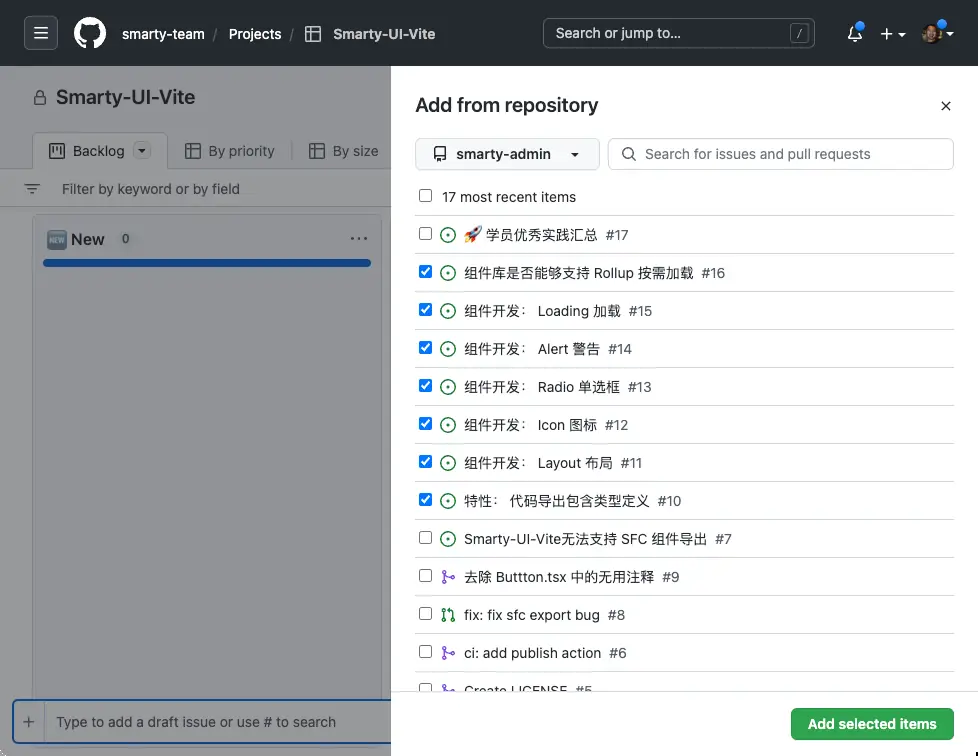 smarty-team / Projects / Smarty-UI-Vite
Search or jump to... /
Smarty-UI-Vite
Backlog By priority By size
Filter by keyword or by field
NEW New 0
Type to add a draft issue or use # to search
Add from repository
smarty-admin Search for issues and pull requests
17 most recent items
🚀 学员优秀实践汇总 #17
组件库是否能够支持 Rollup 按需加载 #16
组件开发： Loading 加载 #15
组件开发： Alert 警告 #14
组件开发： Radio 单选框 #13
组件开发： Icon 图标 #12
组件开发： Layout 布局 #11
特性： 代码导出包含类型定义 #10
Smarty-UI-Vite无法支持 SFC 组件导出 #7
去除 Buttton.tsx 中的无用注释 #9
fix: fix sfc export bug #8
ci: add publish action #6
Create LICENSE #5
Add selected items